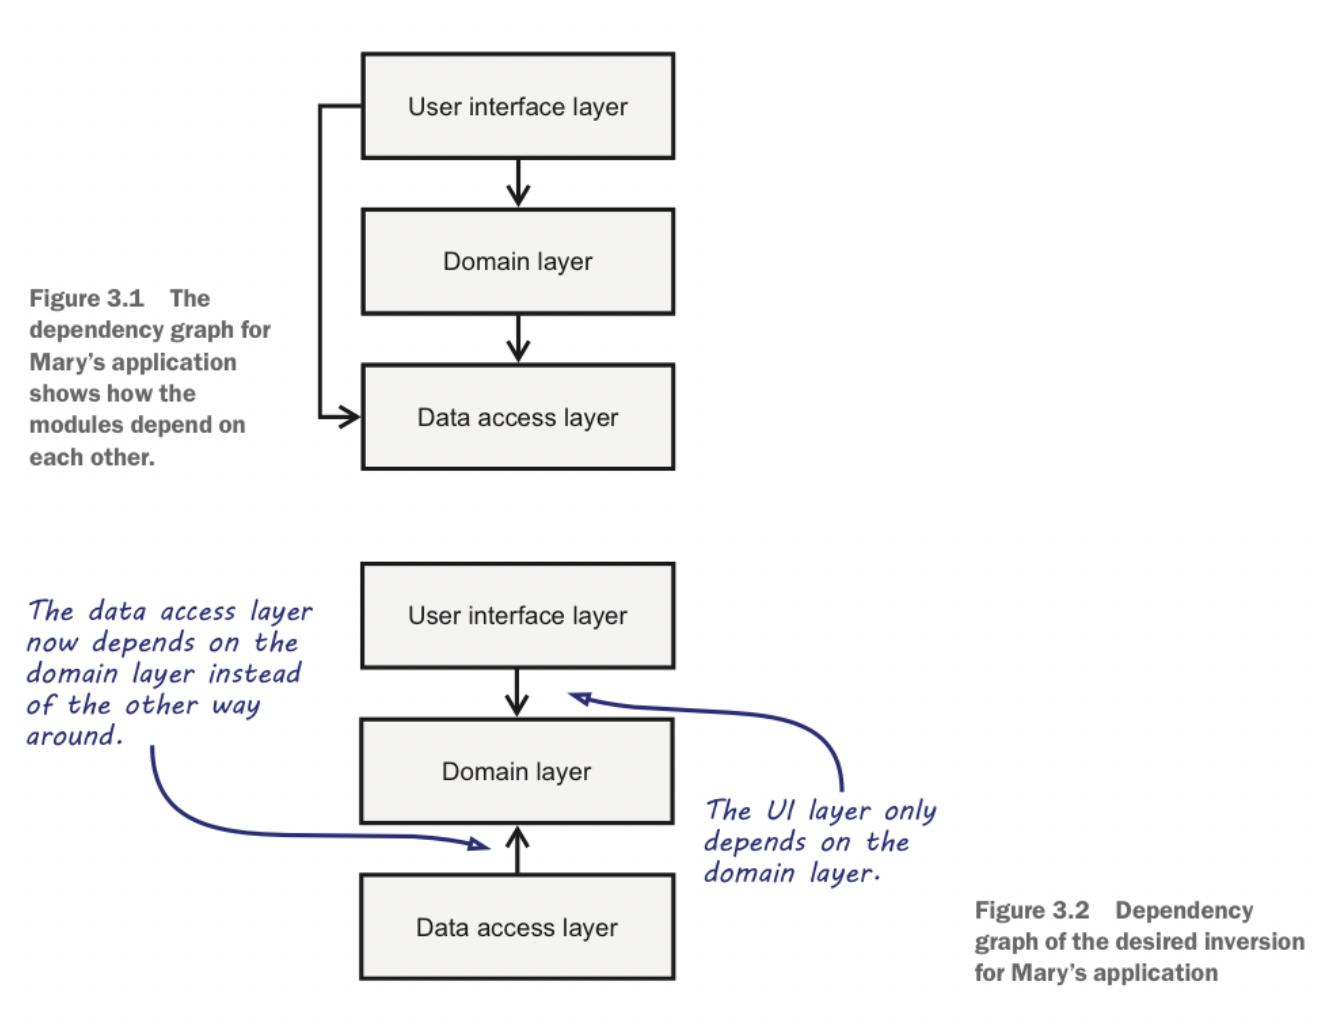 User interface layer
Domain layer
Data access layer
Figure 3.1 The
dependency graph for
Mary's application
shows how the
modules depend on
each other.
User interface layer
Domain layer
Data access layer
The data access layer
now depends on the
domain layer instead
of the other way
around.
The UI layer only
depends on the
domain layer.
Figure 3.2 Dependency
graph of the desired inversion
for Mary's application